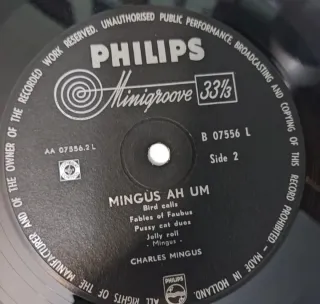 ALL RIGHTS OF THE MANUFACTURER AND OF THE OWNER OF THE RECORDED WORK RESERVED. UNAUTHORISED PUBLIC PERFORMANCE, BROADCASTING AND COPYING OF THIS RECORD PROHIBITED - MADE IN HOLLAND.
PHILIPS
Minigroove 33⅓
AA 07556.2 L
B 07556 L
Side 2
MINGUS AH UM
Bird calls
Fables of Faubus
Pussy cat dues
Jelly roll
- Mingus -
CHARLES MINGUS
PHILIPS